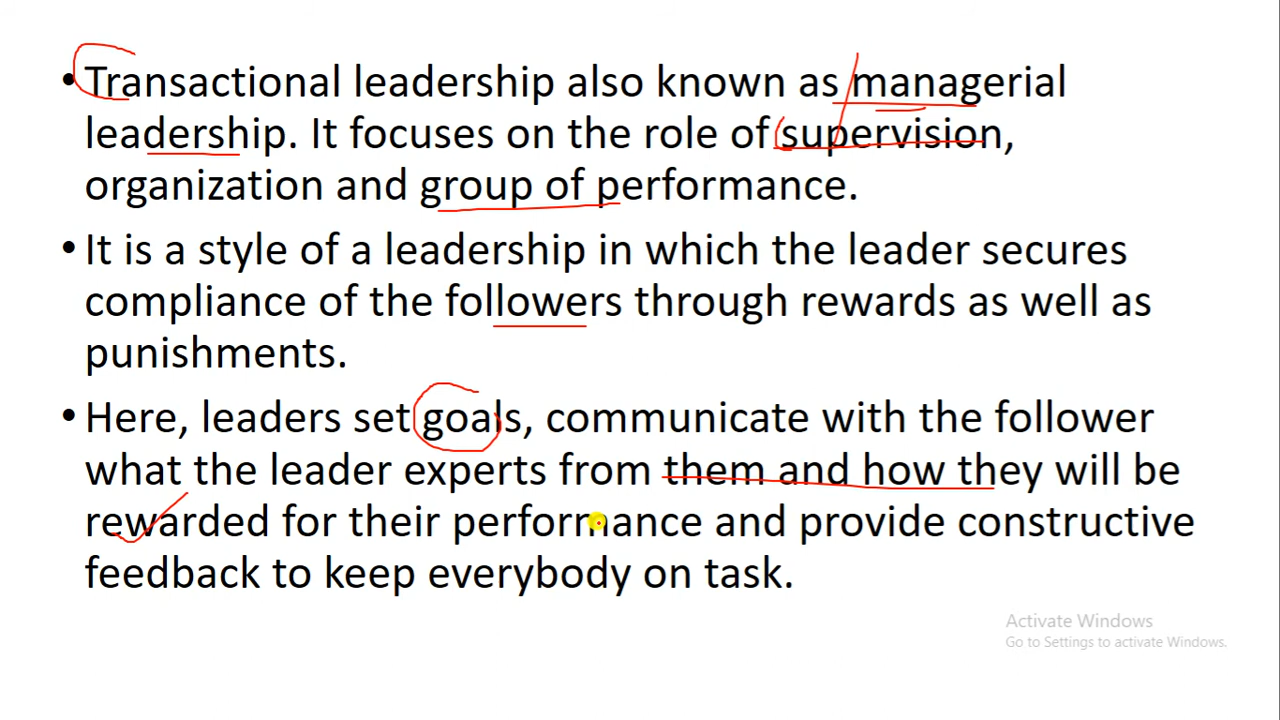 • Transactional leadership also known as managerial
leadership. It focuses on the role of supervision,
organization and group of performance.
• It is a style of a leadership in which the leader secures
compliance of the followers through rewards as well as
punishments.
• Here, leaders set goals, communicate with the follower
what the leader experts from them and how they will be
rewarded for their performance and provide constructive
feedback to keep everybody on task.
Activate Windows
Go to Settings to activate Windows.